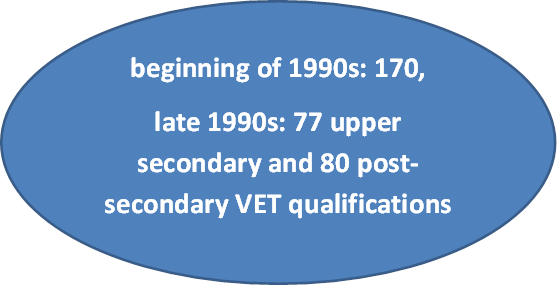 beginning of 1990s: 170,
late 1990s: 77 upper
secondary and 80 post-
secondary VET qualifications